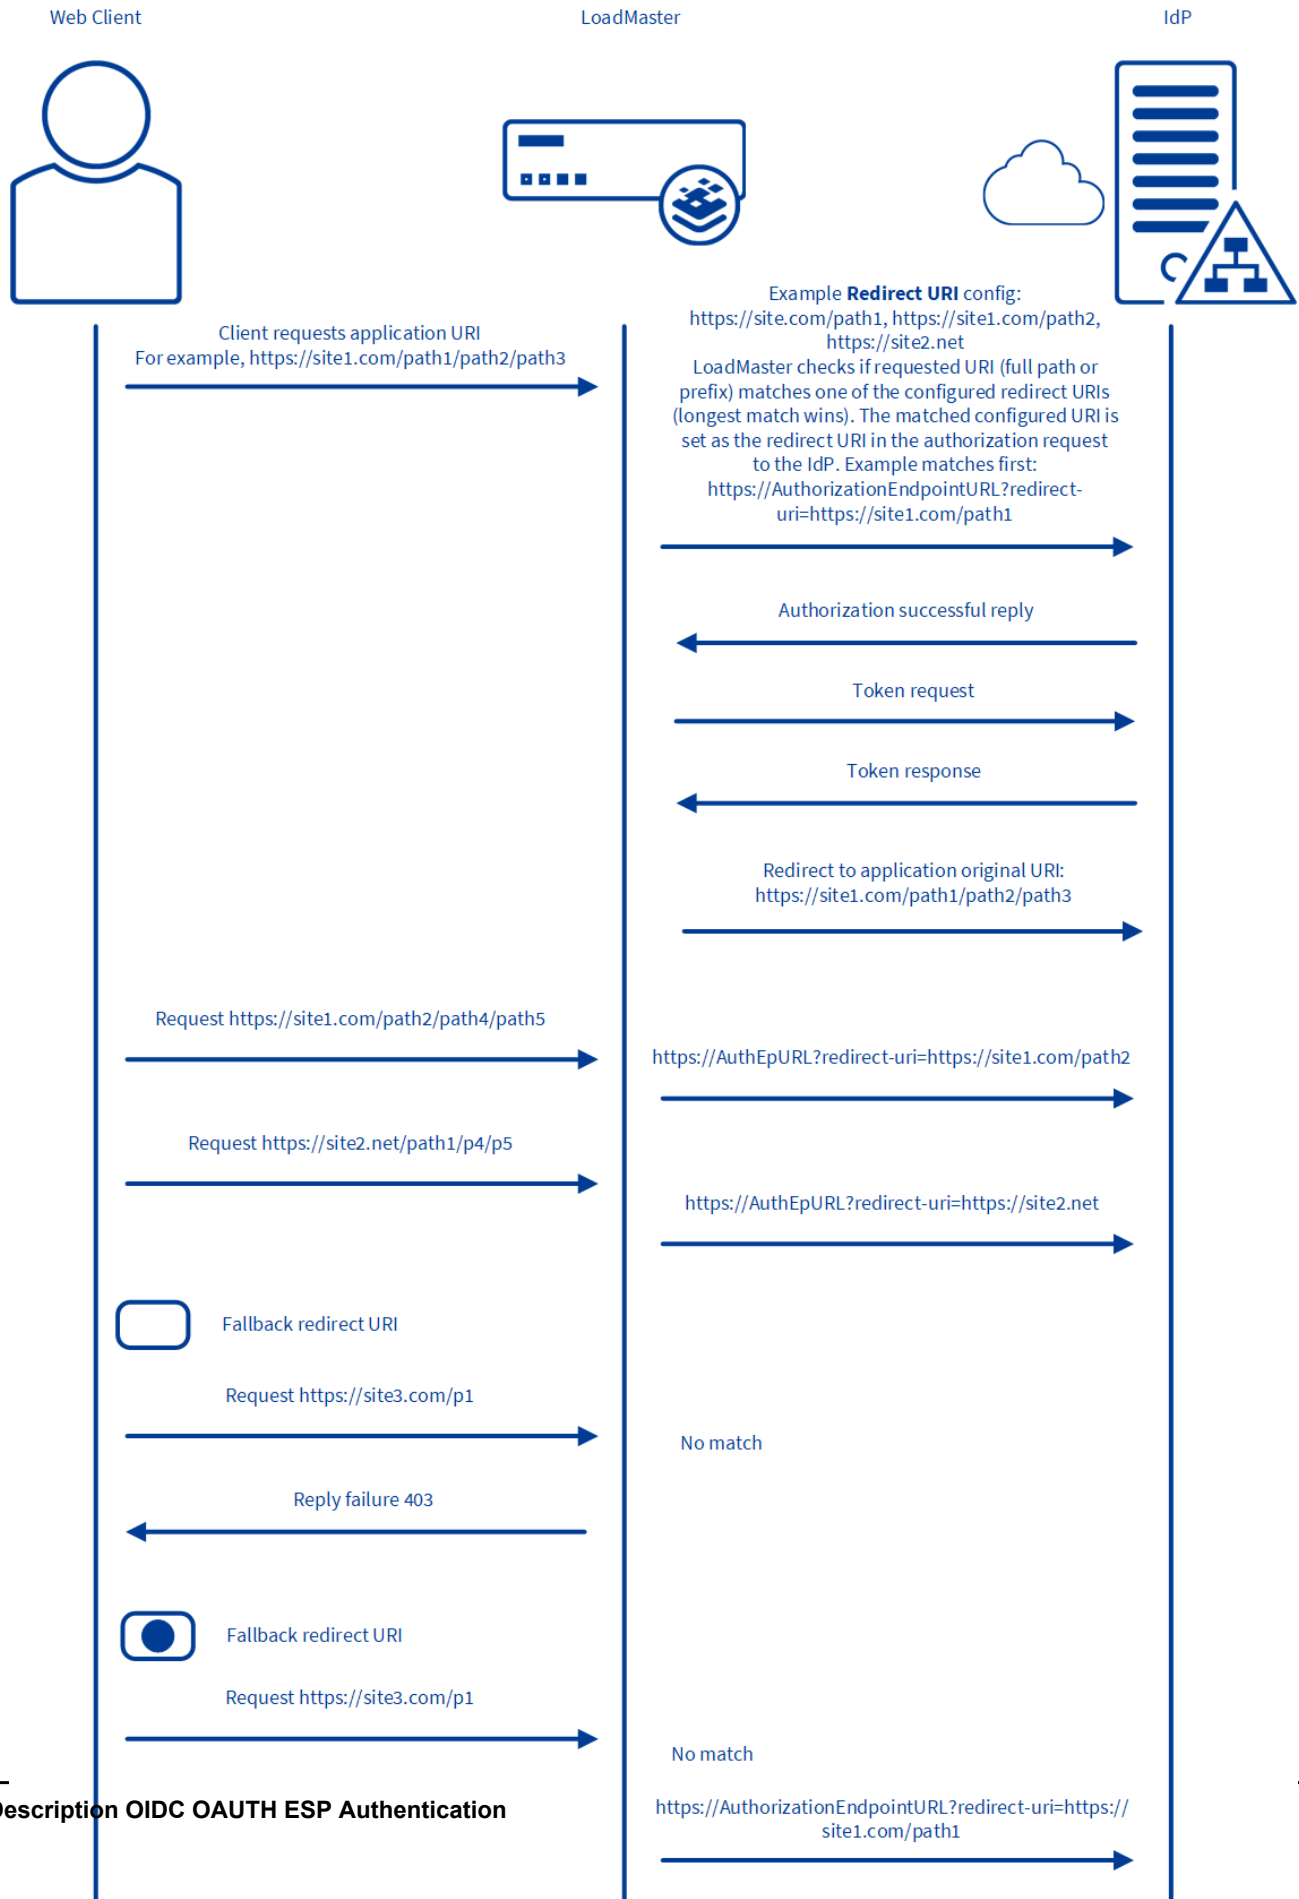 Web Client
LoadMaster
IdP
Example Redirect URI config:
https://site.com/path1, https://site1.com/path2,
https://site2.net
LoadMaster checks if requested URI (full path or
prefix) matches one of the configured redirect URIs
(longest match wins). The matched configured URI is
set as the redirect URI in the authorization request
to the IdP. Example matches first:
https://AuthorizationEndpointURL?redirect-
uri=https://site1.com/path1
Client requests application URI
For example, https://site1.com/path1/path2/path3
Authorization successful reply
Token request
Token response
Redirect to application original URI:
https://site1.com/path1/path2/path3
Request https://site1.com/path2/path4/path5
https://AuthEpURL?redirect-uri=https://site1.com/path2
Request https://site2.net/path1/p4/p5
https://AuthEpURL?redirect-uri=https://site2.net
Fallback redirect URI
Request https://site3.com/p1
No match
Reply failure 403
Fallback redirect URI
Request https://site3.com/p1
No match
Description OIDC OAUTH ESP Authentication
https://AuthorizationEndpointURL?redirect-uri=https://
site1.com/path1